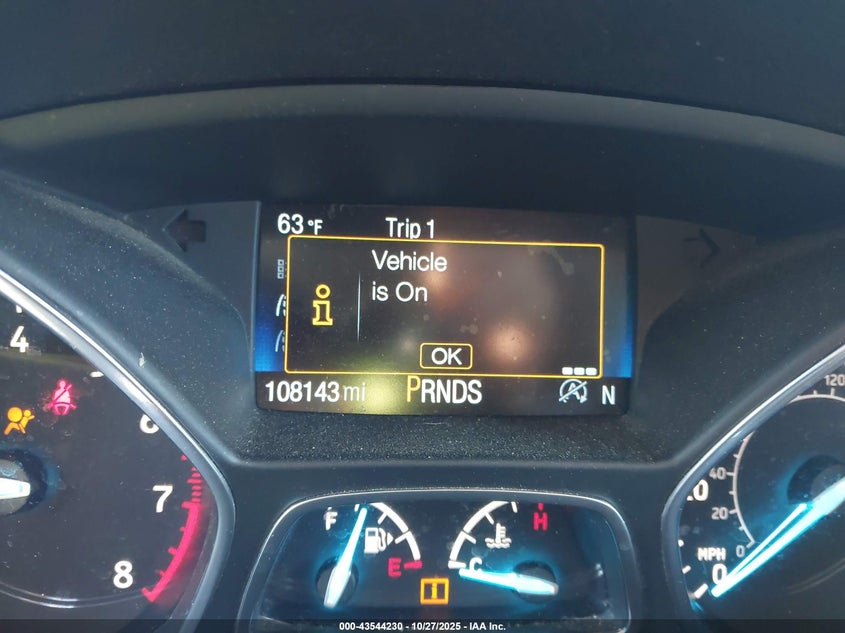 63 °F Trip 1
Vehicle
is On
OK
108143 mi PRNDS N
4
6
7
8
F
E
C
H
120
40
20
0
MPH
0
000-43544230 - 10/27/2025 - IAA Inc.